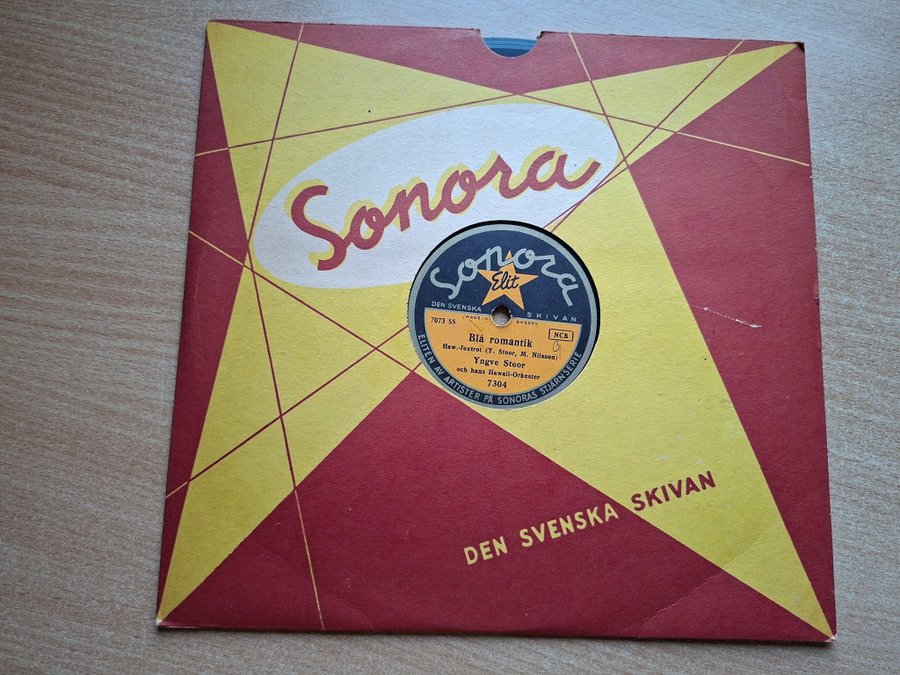 Sonora
Sonora
Elit
DEN SVENSKA SKIVAN
MADE IN SWEDEN
7073 SS
NCB
Blå romantik
Haw.-foxtrot (Y. Stoor, M. Nilsson)
Yngve Stoor
och hans Hawaii-Orkester
7304
ELITEN AV ARTISTER PÅ SONORAS STJÄRNSERIE
DEN SVENSKA SKIVAN